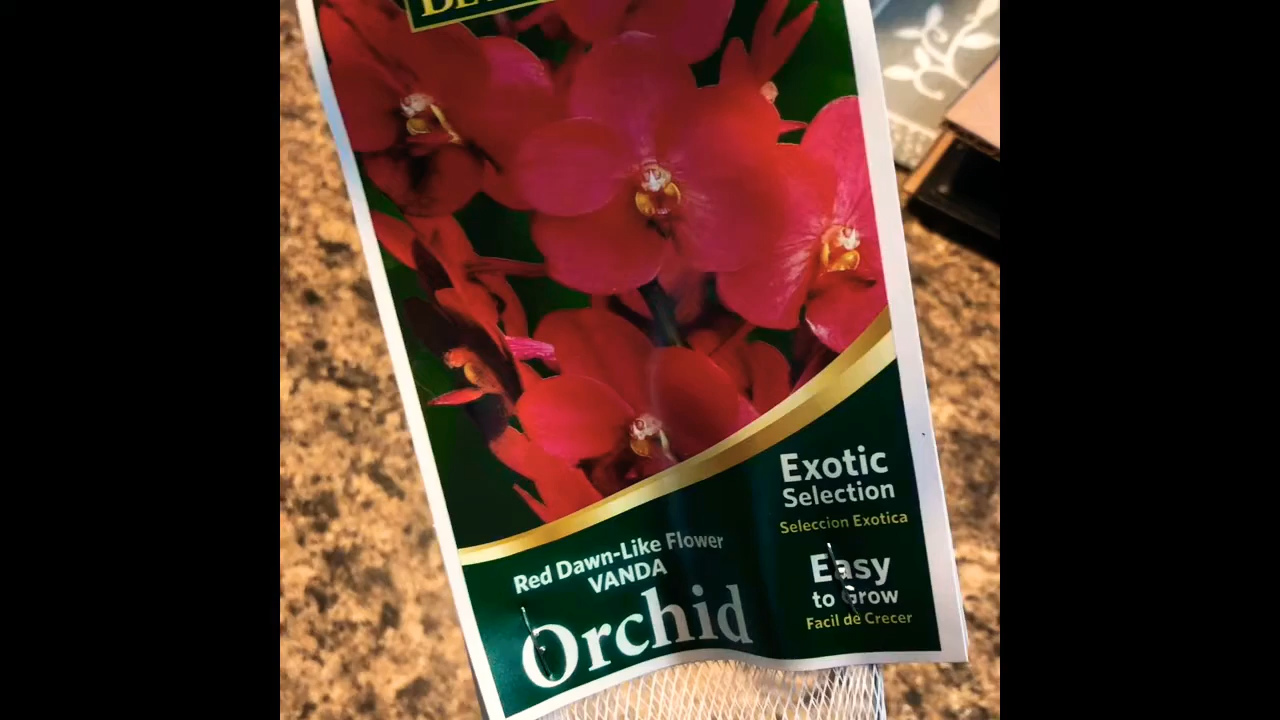 Exotic
Selection
Seleccion Exotica
Red Dawn-Like Flower
VANDA
Orchid
Easy
to Grow
Facil de Crecer